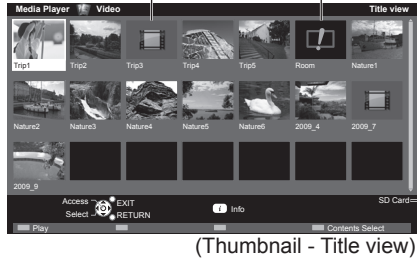 Media Player Video Title view
Trip1 Trip2 Trip3 Trip4 Trip5 Room Nature1
Nature2 Nature3 Nature4 Nature5 Nature6 2009_4 2009_7
2009_9
Access EXIT
Select RETURN
i Info
SD Card
Play Contents Select
(Thumbnail - Title view)